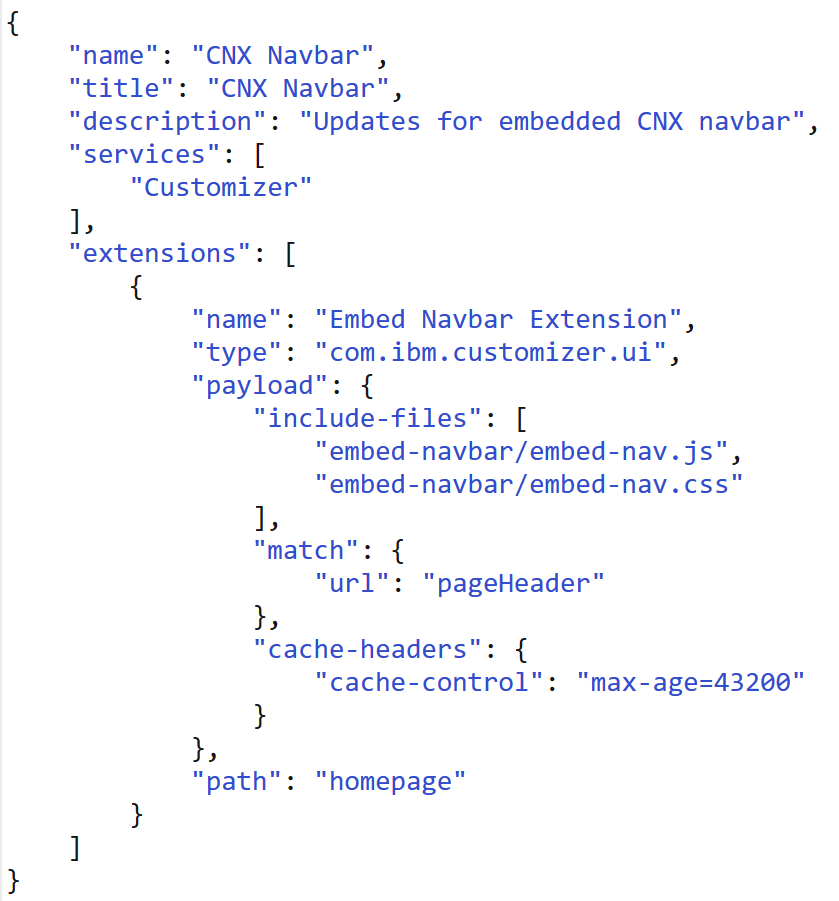 {
    "name": "CNX Navbar",
    "title": "CNX Navbar",
    "description": "Updates for embedded CNX navbar",
    "services": [
        "Customizer"
    ],
    "extensions": [
        {
            "name": "Embed Navbar Extension",
            "type": "com.ibm.customizer.ui",
            "payload": {
                "include-files": [
                    "embed-navbar/embed-nav.js",
                    "embed-navbar/embed-nav.css"
                ],
                "match": {
                    "url": "pageHeader"
                },
                "cache-headers": {
                    "cache-control": "max-age=43200"
                }
            },
            "path": "homepage"
        }
    ]
}